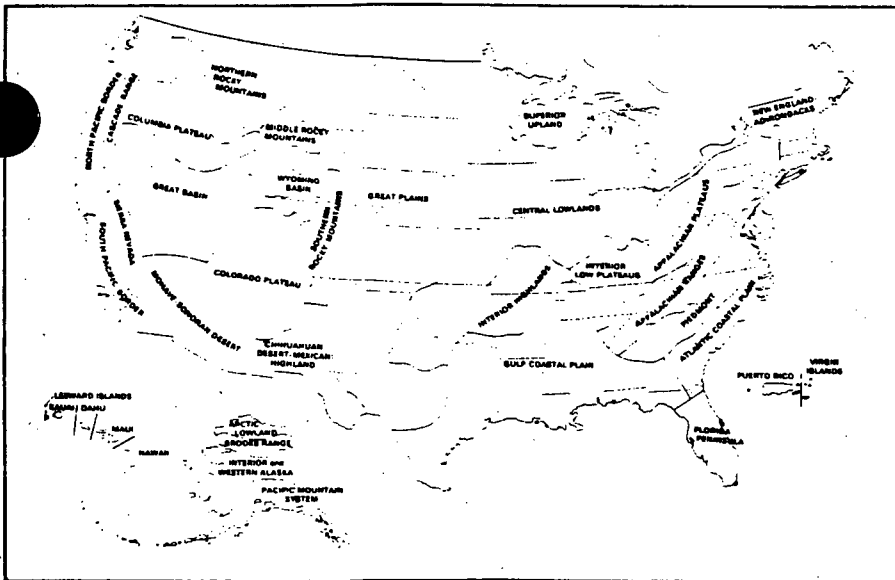 NORTHERN
ROCKY
MOUNTAINS
NORTH PACIFIC BORDER
CASCADE RANGE
COLUMBIA PLATEAU
MIDDLE ROCKY
MOUNTAINS
SUPERIOR
UPLAND
NEW ENGLAND
ADIRONDACKS
GREAT BASIN
WYOMING
BASIN
GREAT PLAINS
SOUTHERN
ROCKY MOUNTAINS
CENTRAL LOWLANDS
APPALACHIAN PLATEAUS
SIERRA NEVADA
SOUTH PACIFIC BORDER
COLORADO PLATEAU
MOHAVE SONORAN DESERT
INTERIOR HIGHLANDS
INTERIOR
LOW PLATEAUS
APPALACHIAN RANGES
PIEDMONT
ATLANTIC COASTAL PLAIN
CHIHUAHUAN
DESERT-MEXICAN
HIGHLAND
GULF COASTAL PLAIN
PUERTO RICO
VIRGIN
ISLANDS
FLORIDA
PENINSULA
LEEWARD ISLANDS
KAUAI OAHU
MAUI
HAWAII
ARCTIC
LOWLAND
BROOKS RANGE
INTERIOR and
WESTERN ALASKA
PACIFIC MOUNTAIN
SYSTEM